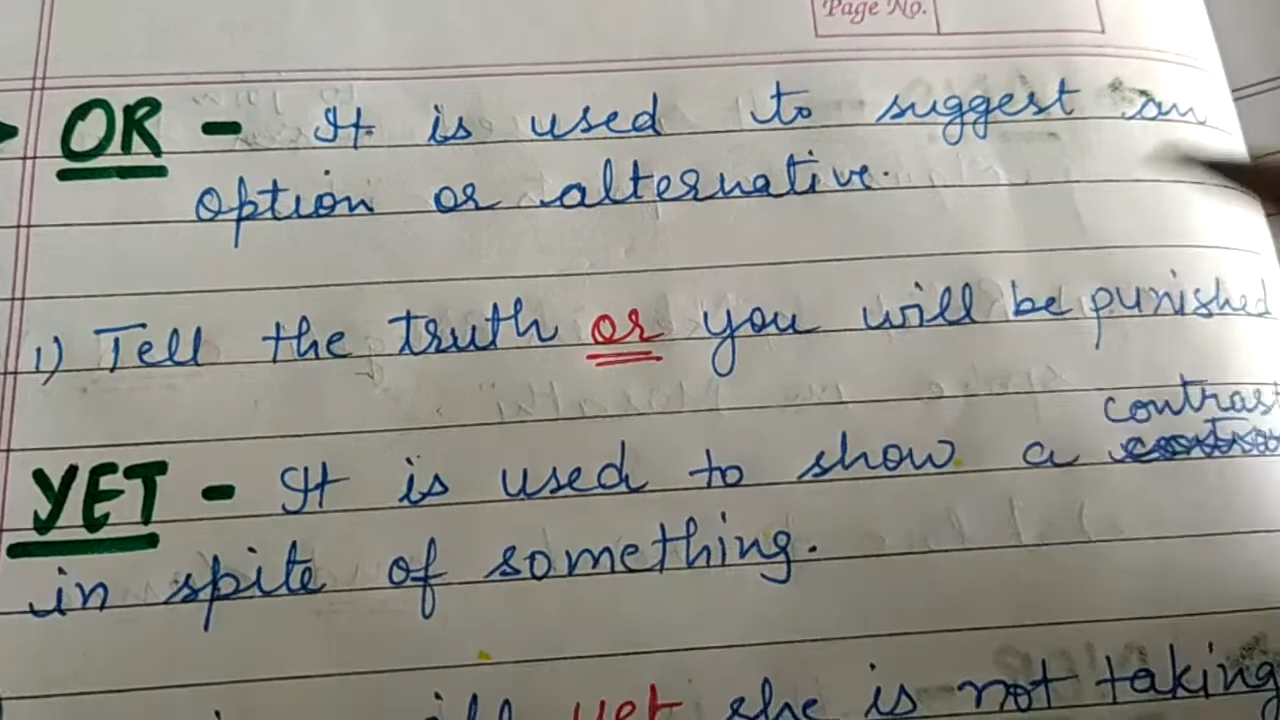 Page No.
OR - It is used to suggest an
option or alternative.
1) Tell the truth or you will be punished
contrast
YET - It is used to show a
in spite of something.
yet she is not taking